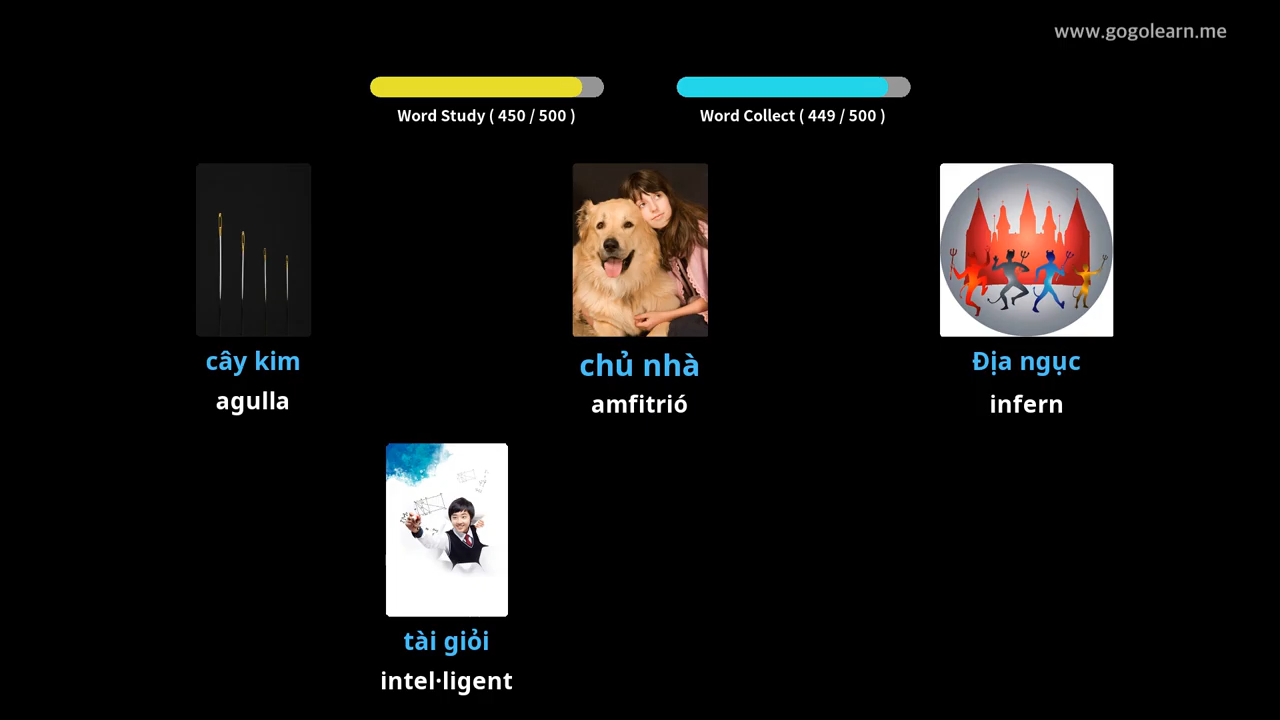 www.gogolearn.me
Word Study ( 450 / 500 )
Word Collect ( 449 / 500 )
cây kim
agulla
chủ nhà
amfitrió
Địa ngục
infern
tài giỏi
intel·ligent